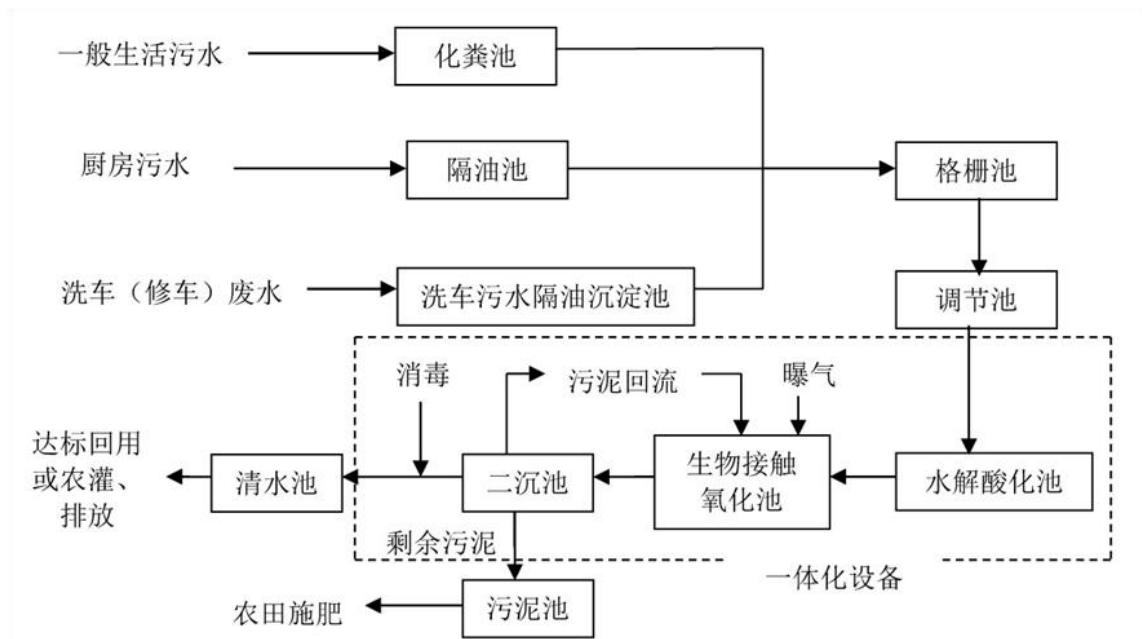 一般生活污水
化粪池
厨房污水
隔油池
格栅池
洗车（修车）废水
洗车污水隔油沉淀池
调节池
消毒
污泥回流
曝气
达标回用
或农灌、
排放
清水池
二沉池
生物接触
氧化池
水解酸化池
剩余污泥
一体化设备
农田施肥
污泥池